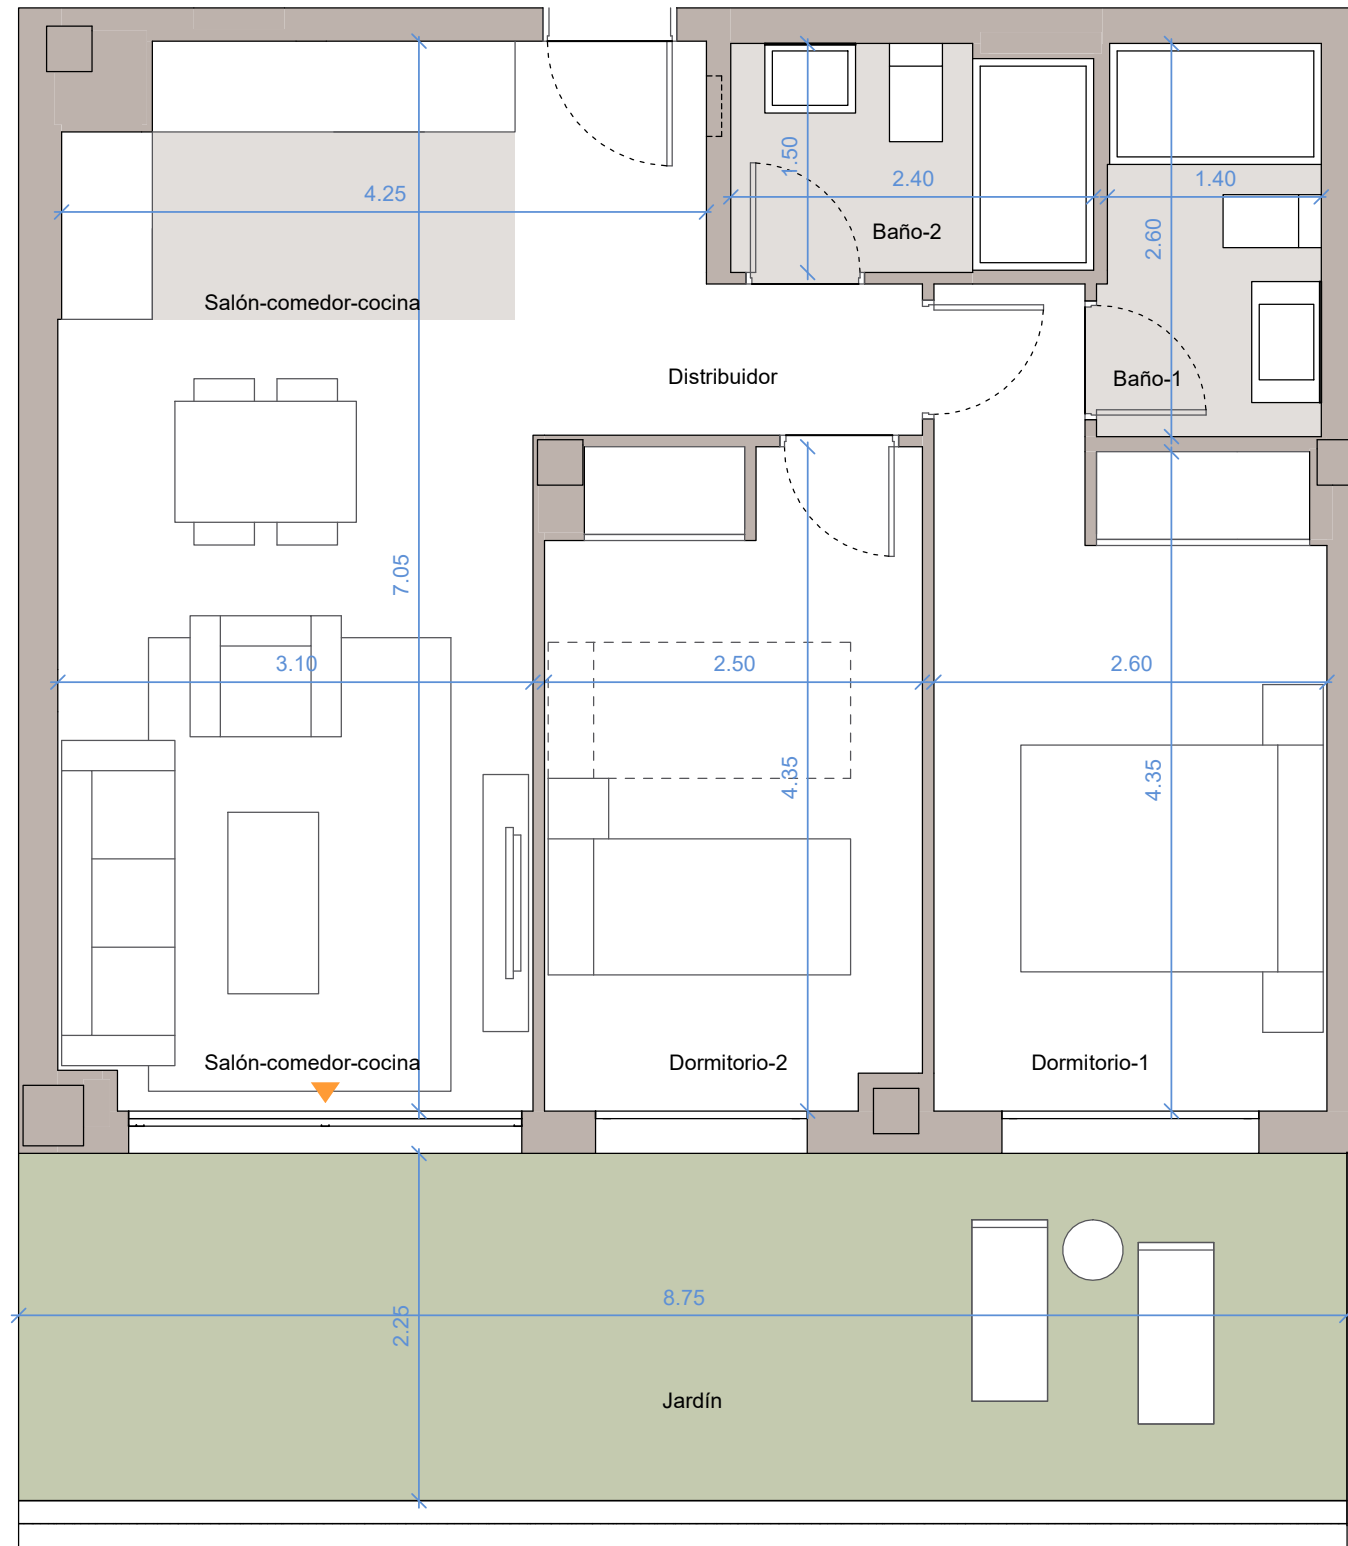 1.50
2.40
1.40
4.25
Baño-2
2.60
Salón-comedor-cocina
Distribuidor
Baño-1
7.05
3.10
2.50
2.60
4.35
4.35
Salón-comedor-cocina
Dormitorio-2
Dormitorio-1
8.75
2.25
Jardín